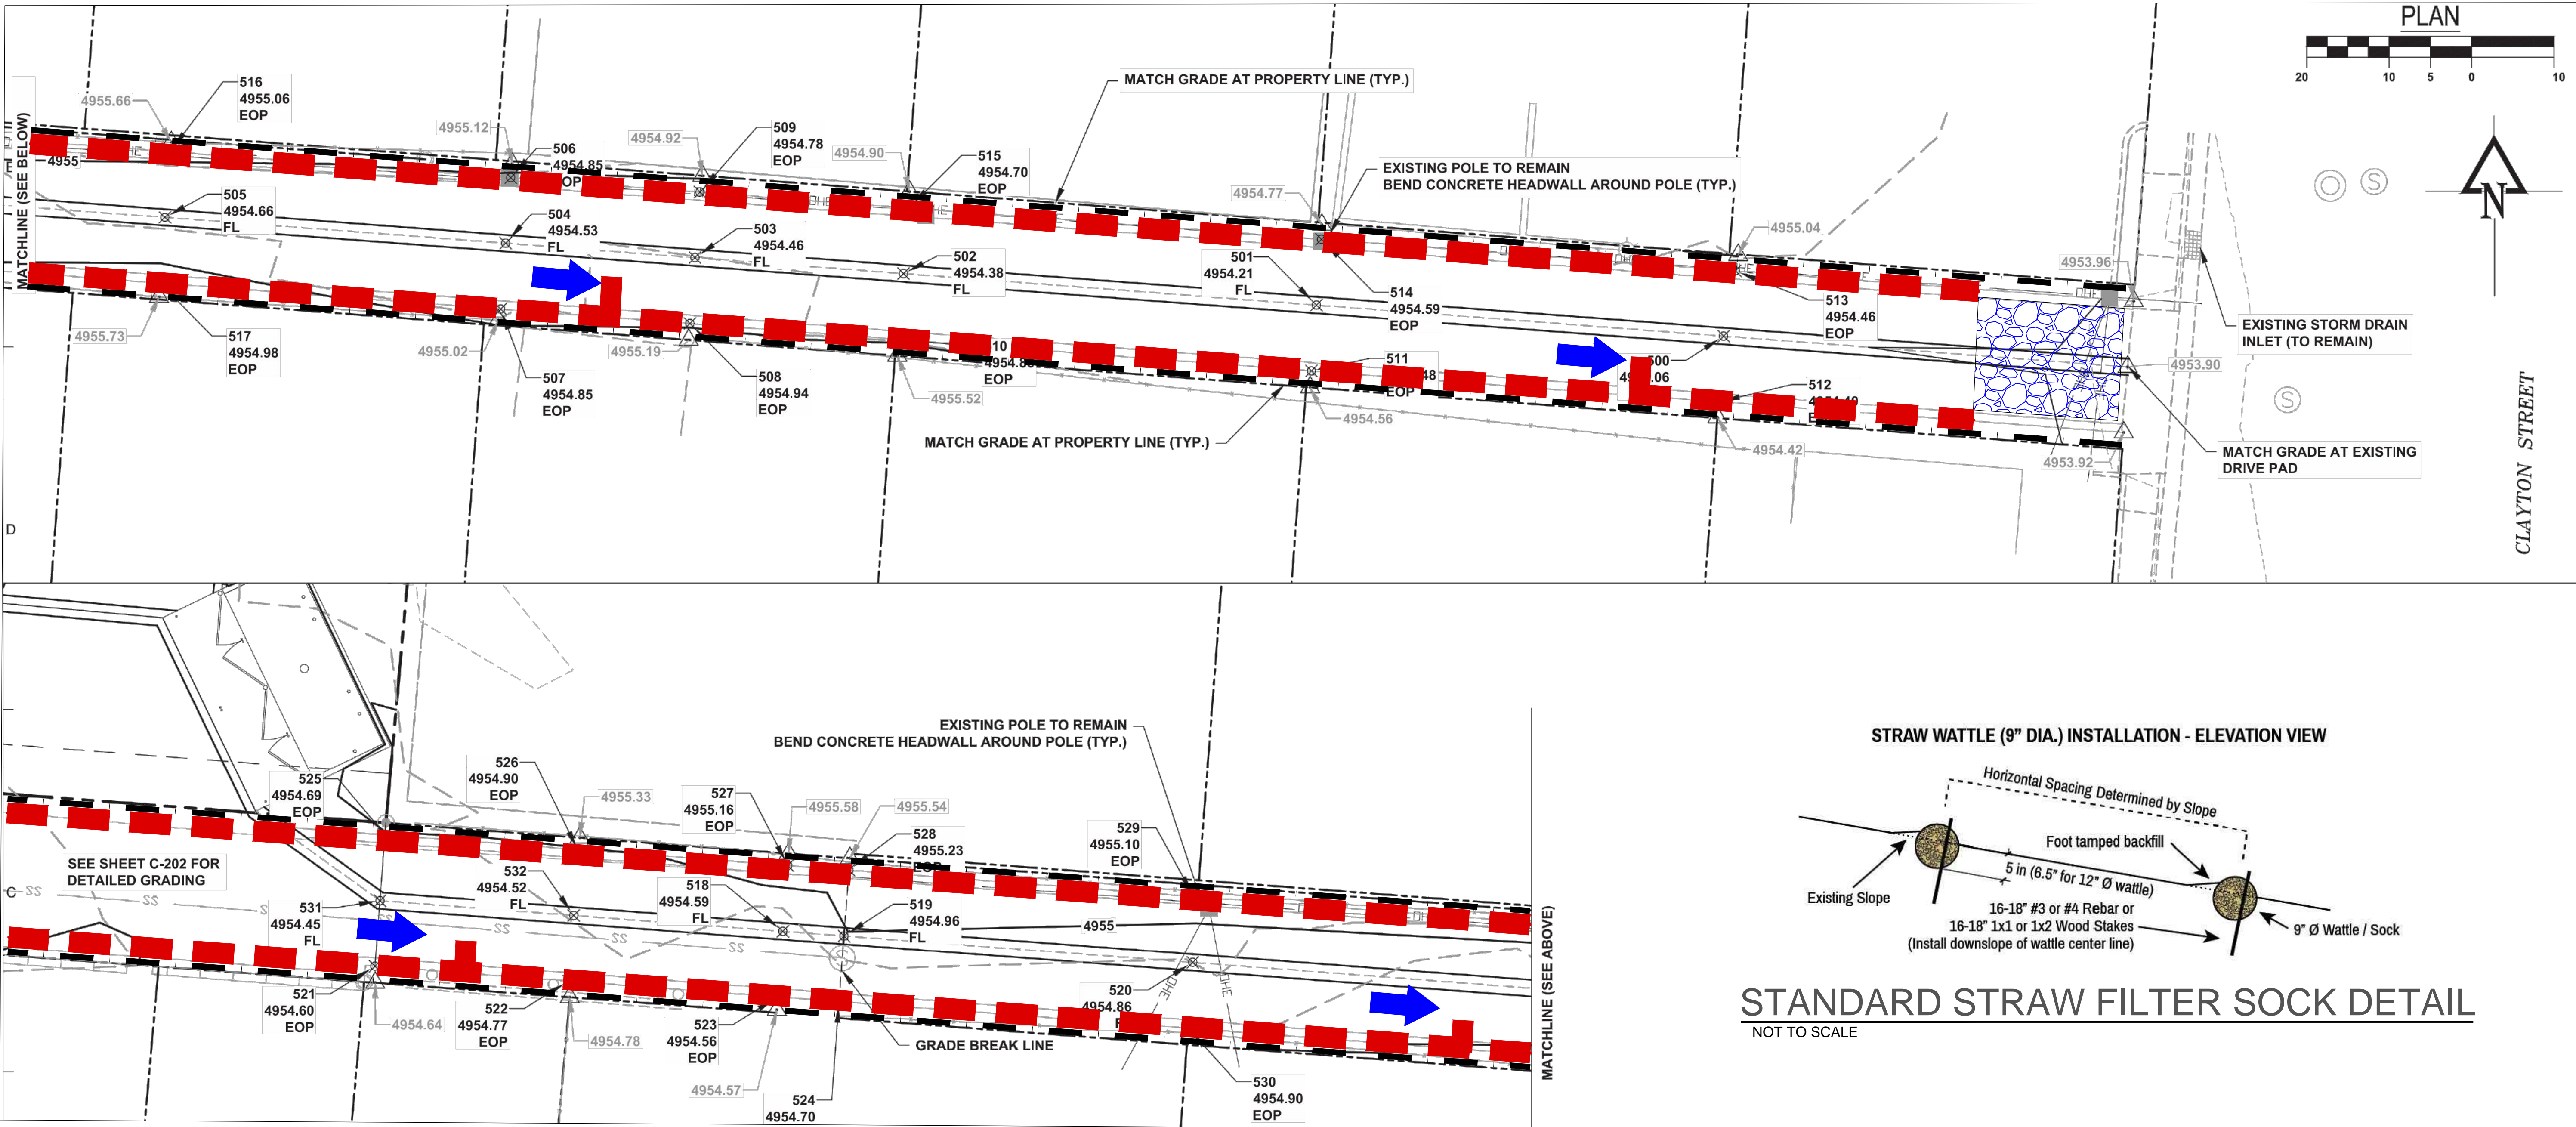 PLAN
20 10 5 0 10
MATCHLINE (SEE BELOW)
516
4955.06
EOP
4955.66
4955.12
4954.92
509
4954.78
EOP
4954.90
MATCH GRADE AT PROPERTY LINE (TYP.)
4955
506
4954.85
515
4954.70
EOP
EXISTING POLE TO REMAIN
BEND CONCRETE HEADWALL AROUND POLE (TYP.)
4954.77
4955.04
505
4954.66
FL
504
4954.53
FL
503
4954.46
FL
502
4954.38
FL
501
4954.21
FL
514
4954.59
EOP
513
4954.46
EOP
4953.96
N
EXISTING STORM DRAIN
INLET (TO REMAIN)
4955.73
517
4954.98
EOP
4955.02
507
4954.85
EOP
4955.19
508
4954.94
EOP
4955.52
EOP
511
EOP
4954.56
512
4954.42
4953.90
4953.92
MATCH GRADE AT PROPERTY LINE (TYP.)
MATCH GRADE AT EXISTING
DRIVE PAD
CLAYTON STREET
S
S
D
C
SEE SHEET C-202 FOR
DETAILED GRADING
SS
SS
SS
SS
525
4954.69
EOP
526
4954.90
EOP
4955.33
527
4955.16
EOP
4955.58
4955.54
528
4955.23
EXISTING POLE TO REMAIN
BEND CONCRETE HEADWALL AROUND POLE (TYP.)
529
4955.10
EOP
531
4954.45
FL
532
4954.52
FL
518
4954.59
FL
519
4954.96
FL
4955
520
4954.86
OHE
OHE
521
4954.60
EOP
4954.64
522
4954.77
EOP
4954.78
523
4954.56
EOP
4954.57
524
4954.70
GRADE BREAK LINE
530
4954.90
EOP
MATCHLINE (SEE ABOVE)
STRAW WATTLE (9” DIA.) INSTALLATION - ELEVATION VIEW
Horizontal Spacing Determined by Slope
Foot tamped backfill
5 in (6.5” for 12” Ø wattle)
Existing Slope
16-18” #3 or #4 Rebar or
16-18” 1x1 or 1x2 Wood Stakes
(Install downslope of wattle center line)
9” Ø Wattle / Sock
STANDARD STRAW FILTER SOCK DETAIL
NOT TO SCALE